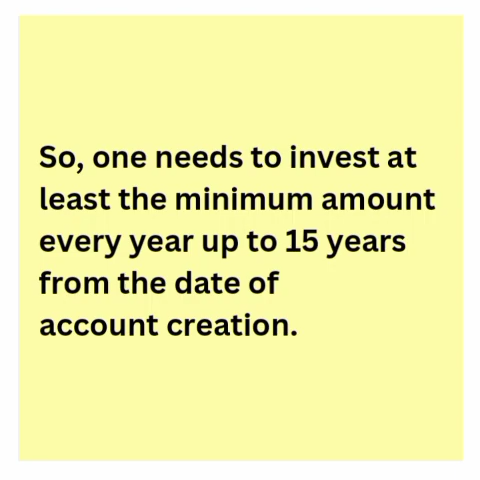 So, one needs to invest at
least the minimum amount
every year up to 15 years
from the date of
account creation.